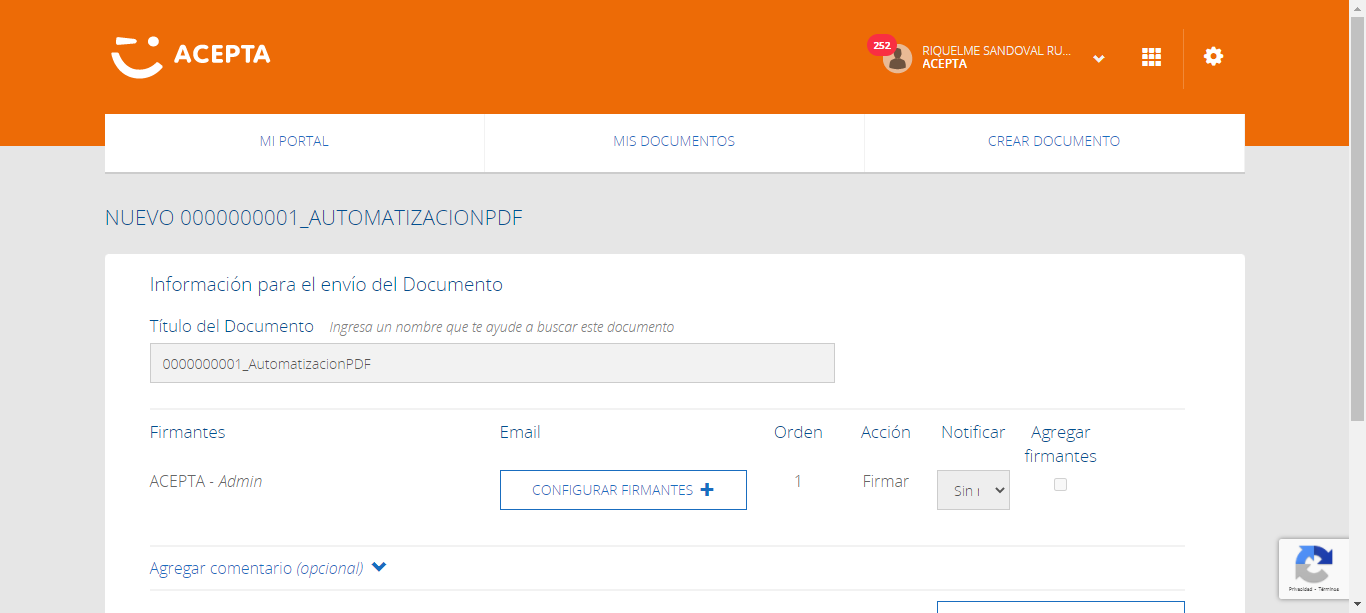 ACEPTA
252
RIQUELME SANDOVAL RU...
ACEPTA
MI PORTAL
MIS DOCUMENTOS
CREAR DOCUMENTO
NUEVO 0000000001_AUTOMATIZACIONPDF
Información para el envío del Documento
Título del Documento Ingresa un nombre que te ayude a buscar este documento
0000000001_AutomatizacionPDF
Firmantes Email Orden Acción Notificar Agregar firmantes
ACEPTA - Admin CONFIGURAR FIRMANTES 1 Firmar Sin
Agregar comentario (opcional)
Privacidad - Términos